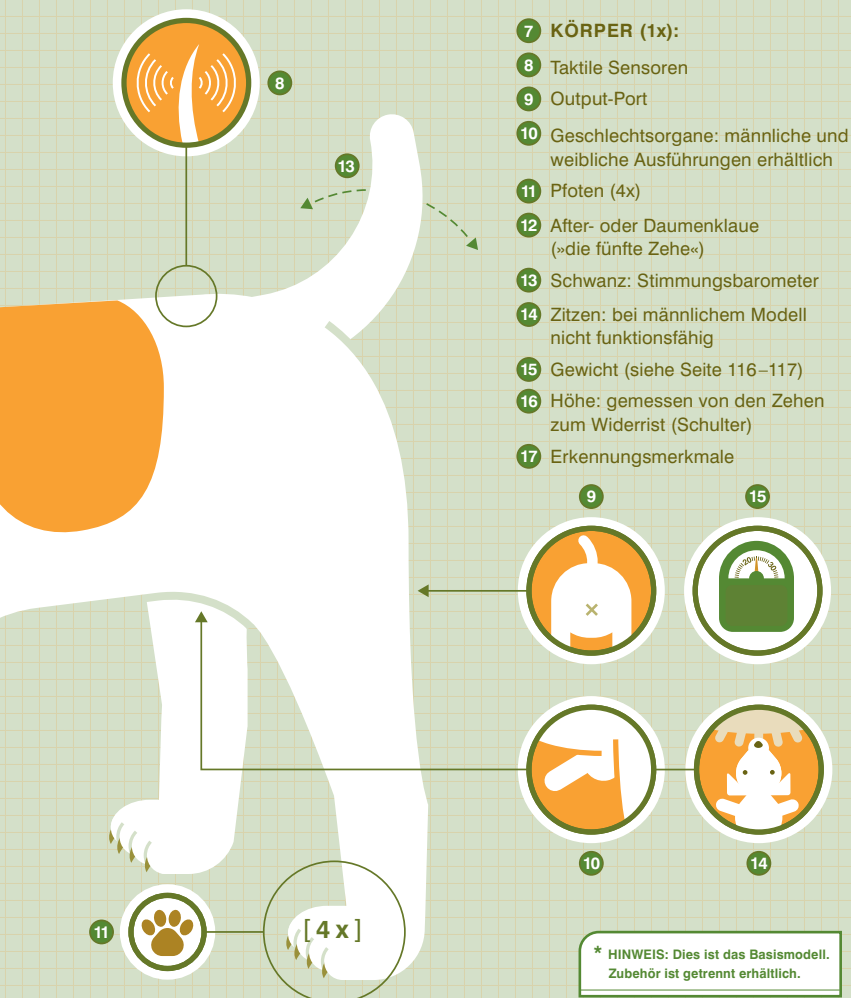 7 KÖRPER (1x):
8 Taktile Sensoren
9 Output-Port
10 Geschlechtsorgane: männliche und
weibliche Ausführungen erhältlich
11 Pfoten (4x)
12 After- oder Daumenklaue
(»die fünfte Zehe«)
13 Schwanz: Stimmungsbarometer
14 Zitzen: bei männlichem Modell
nicht funktionsfähig
15 Gewicht (siehe Seite 116–117)
16 Höhe: gemessen von den Zehen
zum Widerrist (Schulter)
17 Erkennungsmerkmale
8
13
9
15
20 30
10
14
11
[4x]
* HINWEIS: Dies ist das Basismodell.
Zubehör ist getrennt erhältlich.